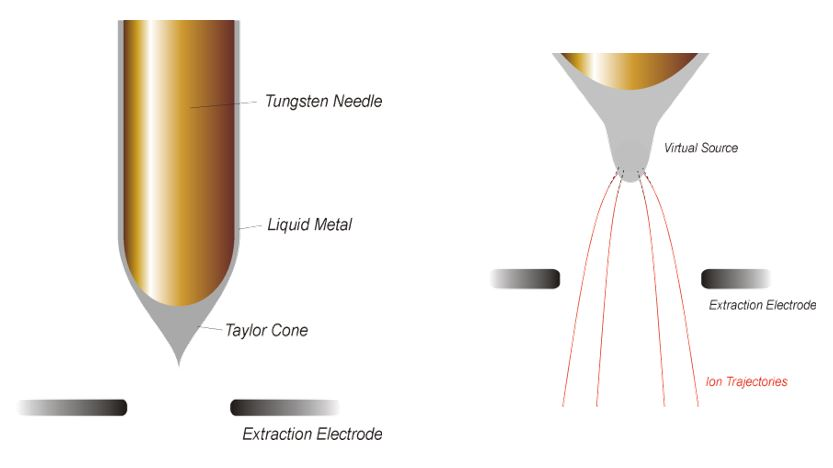 Tungsten Needle
Liquid Metal
Taylor Cone
Extraction Electrode
Virtual Source
Extraction Electrode
Ion Trajectories